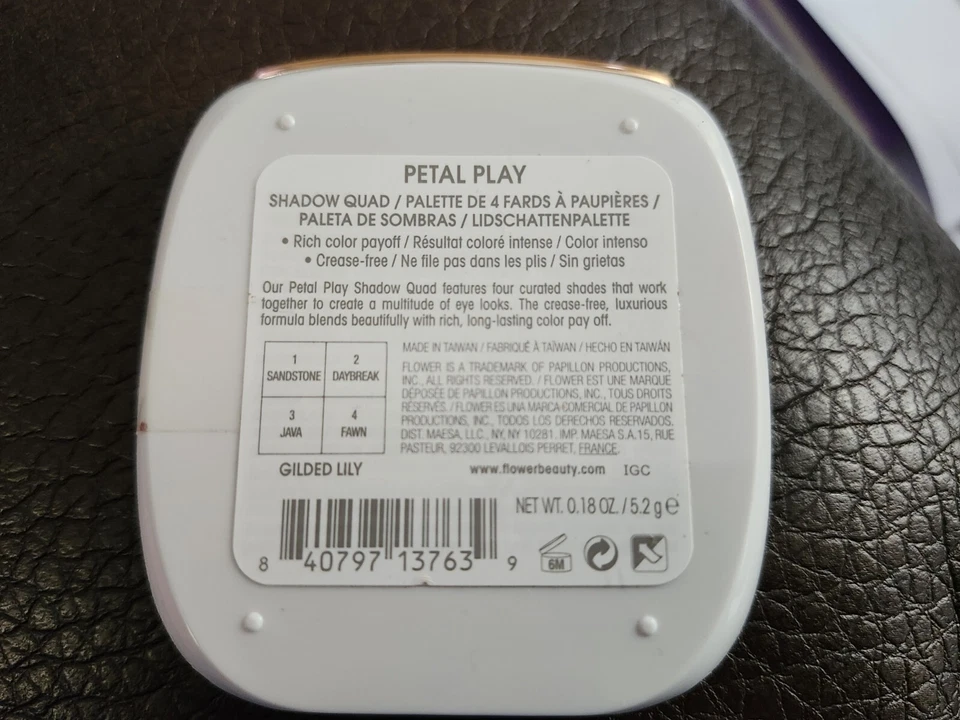 PETAL PLAY
SHADOW QUAD / PALETTE DE 4 FARDS À PAUPIÈRES /
PALETA DE SOMBRAS / LIDSCHATTENPALETTE
• Rich color payoff / Résultat coloré intense / Color intenso
• Crease-free / Ne file pas dans les plis / Sin grietas
Our Petal Play Shadow Quad features four curated shades that work
together to create a multitude of eye looks. The crease-free, luxurious
formula blends beautifully with rich, long-lasting color pay off.
1 2
SANDSTONE DAYBREAK
3 4
JAVA FAWN
GILDED LILY
MADE IN TAIWAN / FABRIQUÉ À TAÏWAN / HECHO EN TAIWÁN
FLOWER IS A TRADEMARK OF PAPILLON PRODUCTIONS,
INC., ALL RIGHTS RESERVED. / FLOWER EST UNE MARQUE
DÉPOSÉE DE PAPILLON PRODUCTIONS, INC., TOUS DROITS
RÉSERVÉS. / FLOWER ES UNA MARCA COMERCIAL DE PAPILLON
PRODUCTIONS, INC., TODOS LOS DERECHOS RESERVADOS.
DIST. MAESA, LLC., NY, NY 10281. IMP. MAESA S.A.15, RUE
PASTEUR, 92300 LEVALLOIS PERRET, FRANCE.
www.flowerbeauty.com IGC
NET WT. 0.18 OZ. / 5.2 g e
8 40797 13763 9
6M